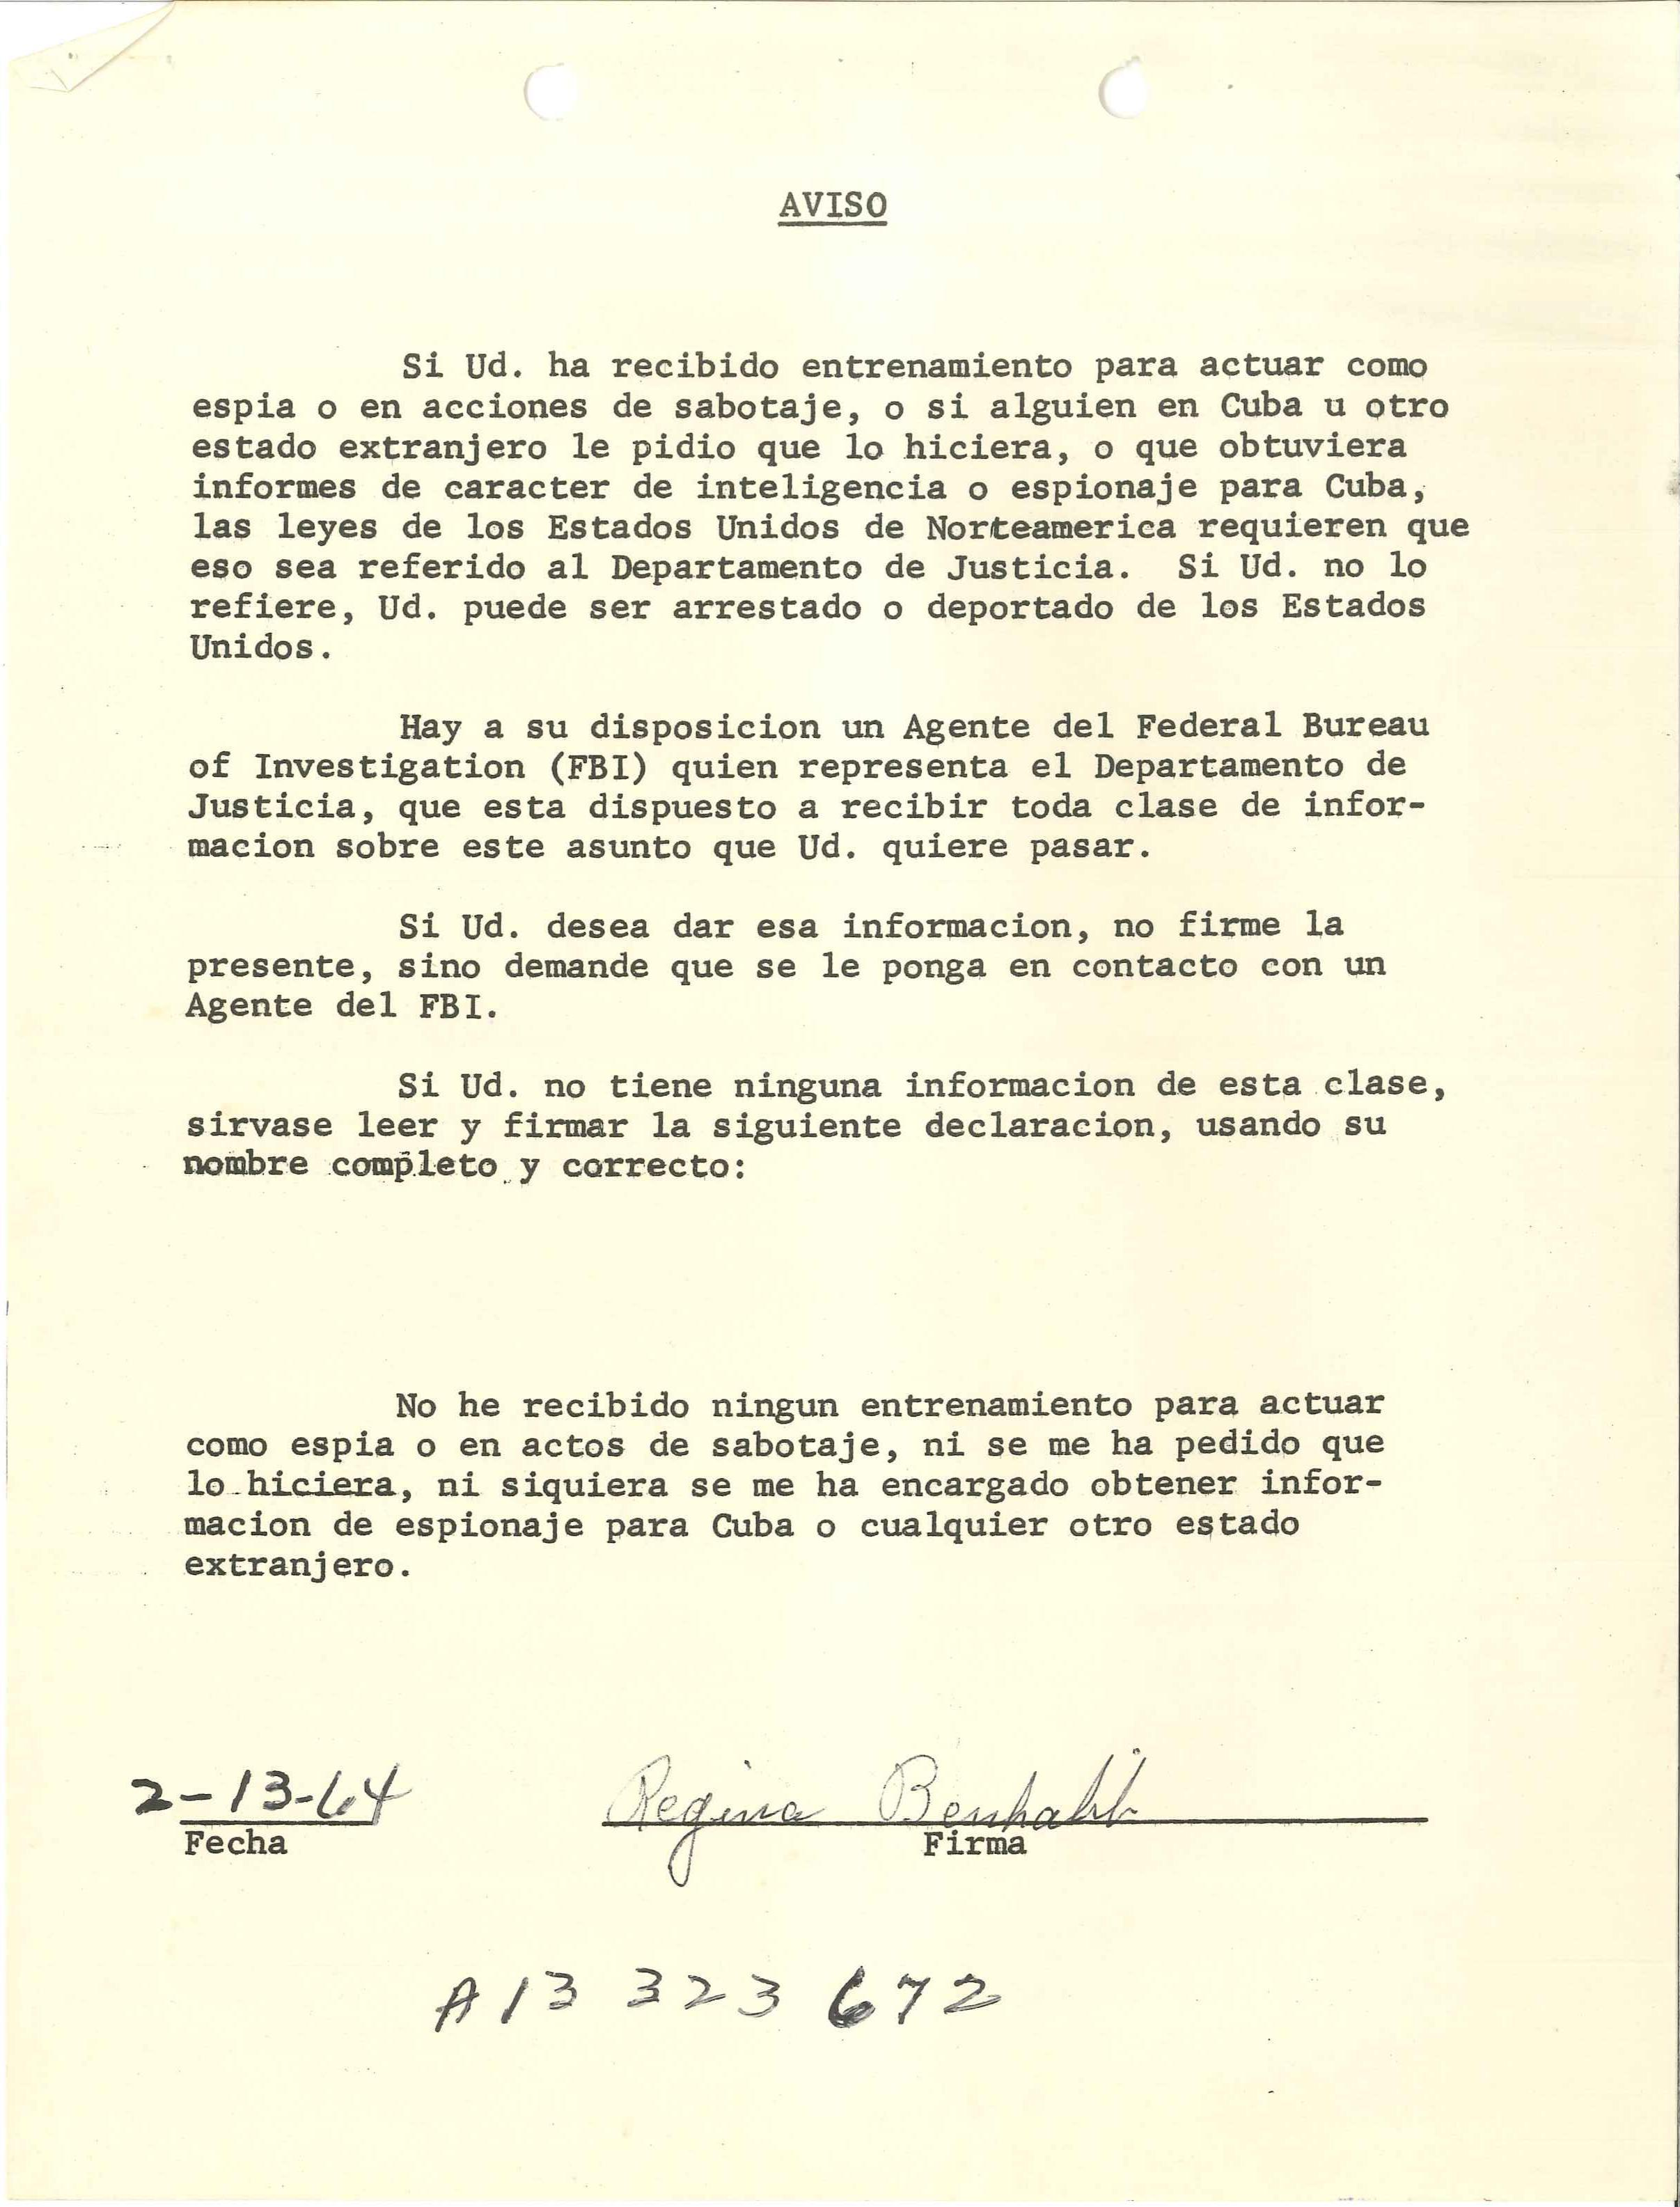 AVISO
Si Ud. ha recibido entrenamiento para actuar como
espia o en acciones de sabotaje, o si alguien en Cuba u otro
estado extranjero le pidio que lo hiciera, o que obtuviera
informes de caracter de inteligencia o espionaje para Cuba,
las leyes de los Estados Unidos de Norteamerica requieren que
eso sea referido al Departamento de Justicia. Si Ud. no lo
refiere, Ud. puede ser arrestado o deportado de los Estados
Unidos.
Hay a su disposicion un Agente del Federal Bureau
of Investigation (FBI) quien representa el Departamento de
Justicia, que esta dispuesto a recibir toda clase de infor-
macion sobre este asunto que Ud. quiere pasar.
Si Ud. desea dar esa informacion, no firme la
presente, sino demande que se le ponga en contacto con un
Agente del FBI.
Si Ud. no tiene ninguna informacion de esta clase,
sirvase leer y firmar la siguiente declaracion, usando su
nombre completo y correcto:
No he recibido ningun entrenamiento para actuar
como espia o en actos de sabotaje, ni se me ha pedido que
lo hiciera, ni siquiera se me ha encargado obtener infor-
macion de espionaje para Cuba o cualquier otro estado
extranjero.
2-13-64 Regina Benhabib
Fecha Firma
A13 323 672